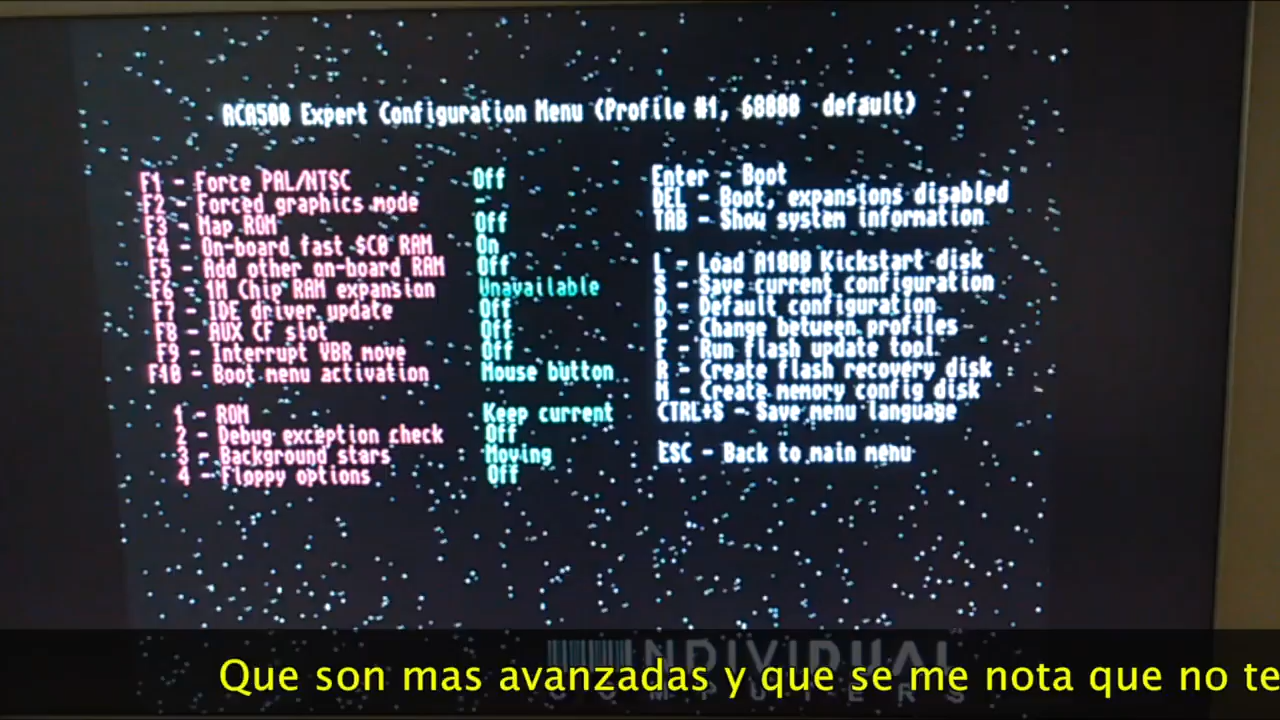 ACA500 Expert Configuration Menu (Profile #1, 68000 default)
F1 - Force PAL/NTSC Off
F2 - Forced graphics mode -
F3 - Map ROM Off
F4 - On-board fast $C0 RAM On
F5 - Add other on-board RAM Off
F6 - 1M Chip RAM expansion Unavailable
F7 - IDE driver update Off
F8 - AUX CF slot Off
F9 - Interrupt VBR move Off
F10 - Boot menu activation Mouse button
1 - ROM Keep current
2 - Debug exception check Off
3 - Background stars Moving
4 - Floppy options Off
Enter - Boot
DEL - Boot, expansions disabled
TAB - Show system information
L - Load A1000 Kickstart disk
S - Save current configuration
D - Default configuration
P - Change between profiles
F - Run flash update tool
R - Create flash recovery disk
M - Create memory config disk
CTRL+S - Save menu language
ESC - Back to main menu
INDIVIDUAL
COMPUTERS
Que son mas avanzadas y que se me nota que no te